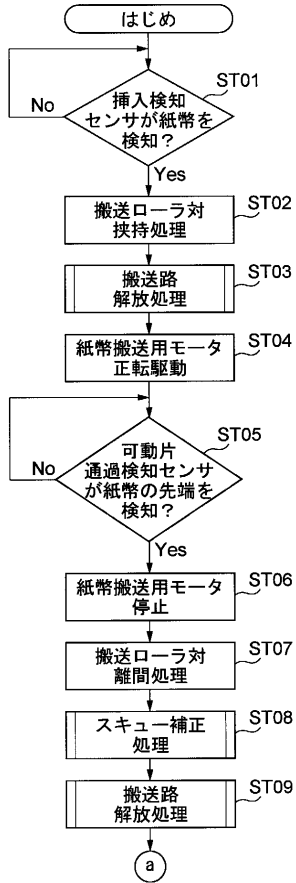 はじめ
ST01
挿入検知
センサが紙幣を
検知?
No
Yes
ST02
搬送ローラ対
挟持処理
ST03
搬送路
解放処理
ST04
紙幣搬送用モータ
正転駆動
ST05
可動片
通過検知センサ
が紙幣の先端を
検知?
No
Yes
ST06
紙幣搬送用モータ
停止
ST07
搬送ローラ対
離間処理
ST08
スキュー補正
処理
ST09
搬送路
解放処理
a